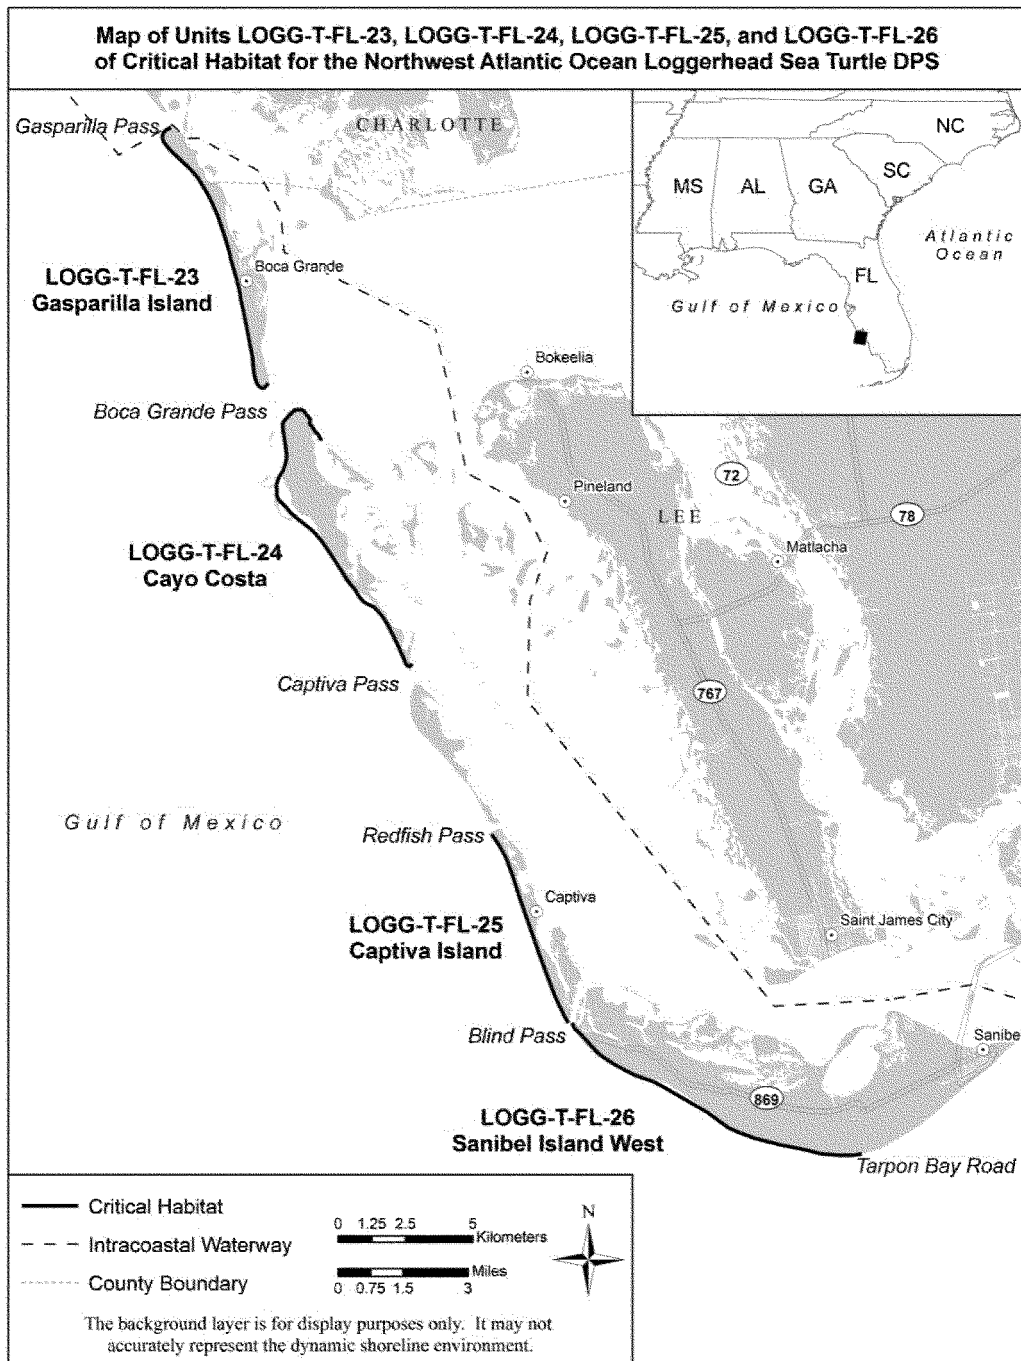 Map of Units LOGG-T-FL-23, LOGG-T-FL-24, LOGG-T-FL-25, and LOGG-T-FL-26
of Critical Habitat for the Northwest Atlantic Ocean Loggerhead Sea Turtle DPS
Gasparilla Pass
CHARLOTTE
NC
SC
MS
AL
GA
Atlantic
Ocean
FL
Gulf of Mexico
Boca Grande
LOGG-T-FL-23
Gasparilla Island
Bokeelia
Boca Grande Pass
72
Pineland
78
LEE
LOGG-T-FL-24
Cayo Costa
Matlacha
Captiva Pass
767
Gulf of Mexico
Redfish Pass
Captiva
LOGG-T-FL-25
Captiva Island
Saint James City
Blind Pass
Sanibe
869
LOGG-T-FL-26
Sanibel Island West
Tarpon Bay Road
Critical Habitat
Intracoastal Waterway
County Boundary
0 1.25 2.5 5
Kilometers
Miles
0 0.75 1.5 3
N
The background layer is for display purposes only. It may not
accurately represent the dynamic shoreline environment.